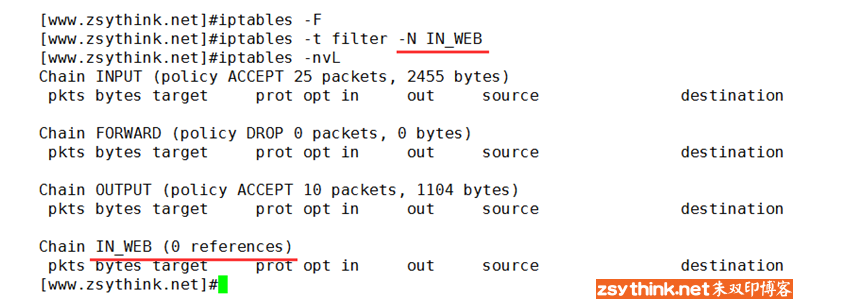 [www.zsythink.net]#iptables -F
[www.zsythink.net]#iptables -t filter -N IN_WEB
[www.zsythink.net]#iptables -nvL
Chain INPUT (policy ACCEPT 25 packets, 2455 bytes)
 pkts bytes target     prot opt in     out     source               destination
Chain FORWARD (policy DROP 0 packets, 0 bytes)
 pkts bytes target     prot opt in     out     source               destination
Chain OUTPUT (policy ACCEPT 10 packets, 1104 bytes)
 pkts bytes target     prot opt in     out     source               destination
Chain IN_WEB (0 references)
 pkts bytes target     prot opt in     out     source               destination
[www.zsythink.net]#
zsythink.net朱双印博客